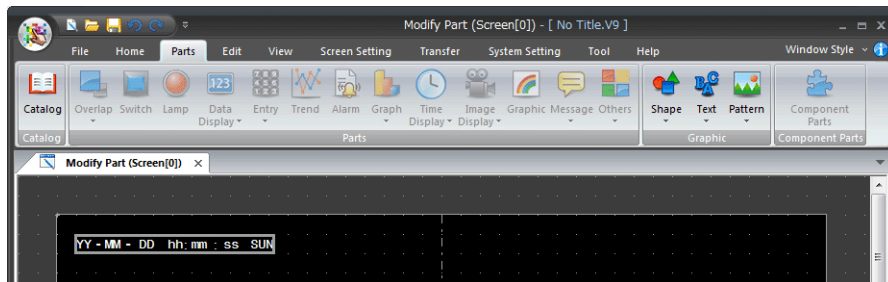 Modify Part (Screen[0]) - [ No Title.V9 ]
File Home Parts Edit View Screen Setting Transfer System Setting Tool Help Window Style
123
Catalog Overlap Switch Lamp Data Display Entry Trend Alarm Graph Time Display Image Display Graphic Message Others Shape Text Pattern Component Parts
Catalog Parts Graphic Component Parts
Modify Part (Screen[0]) ×
YY - MM - DD hh:mm : ss SUN